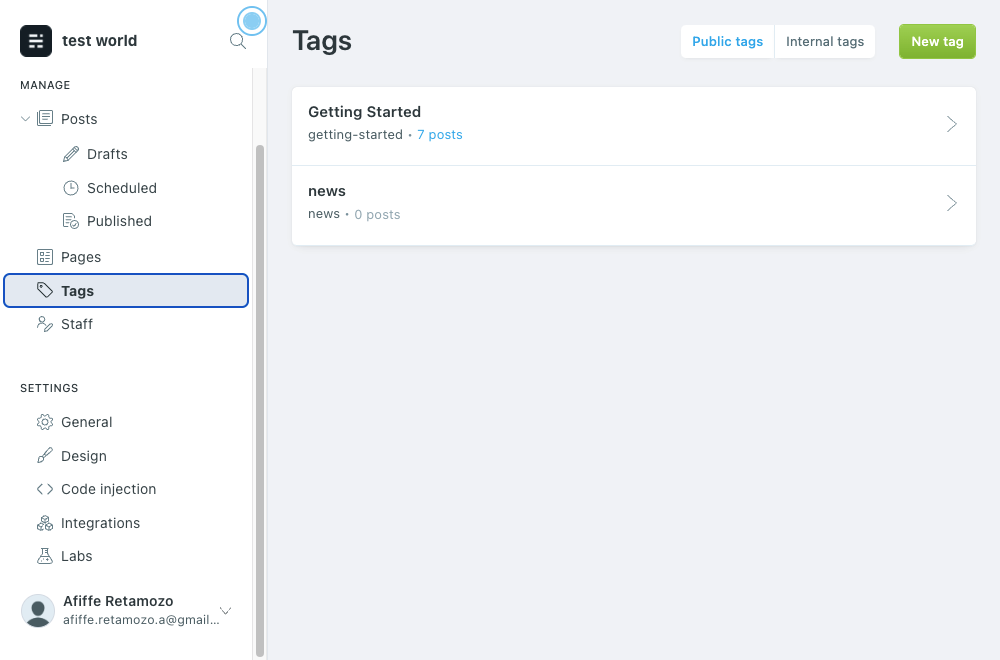 test world
MANAGE
Posts
Drafts
Scheduled
Published
Pages
Tags
Staff
SETTINGS
General
Design
Code injection
Integrations
Labs
Afiffe Retamozo
afiffe.retamozo.a@gmail...
Tags
Public tags
Internal tags
New tag
Getting Started
getting-started • 7 posts
news
news • 0 posts